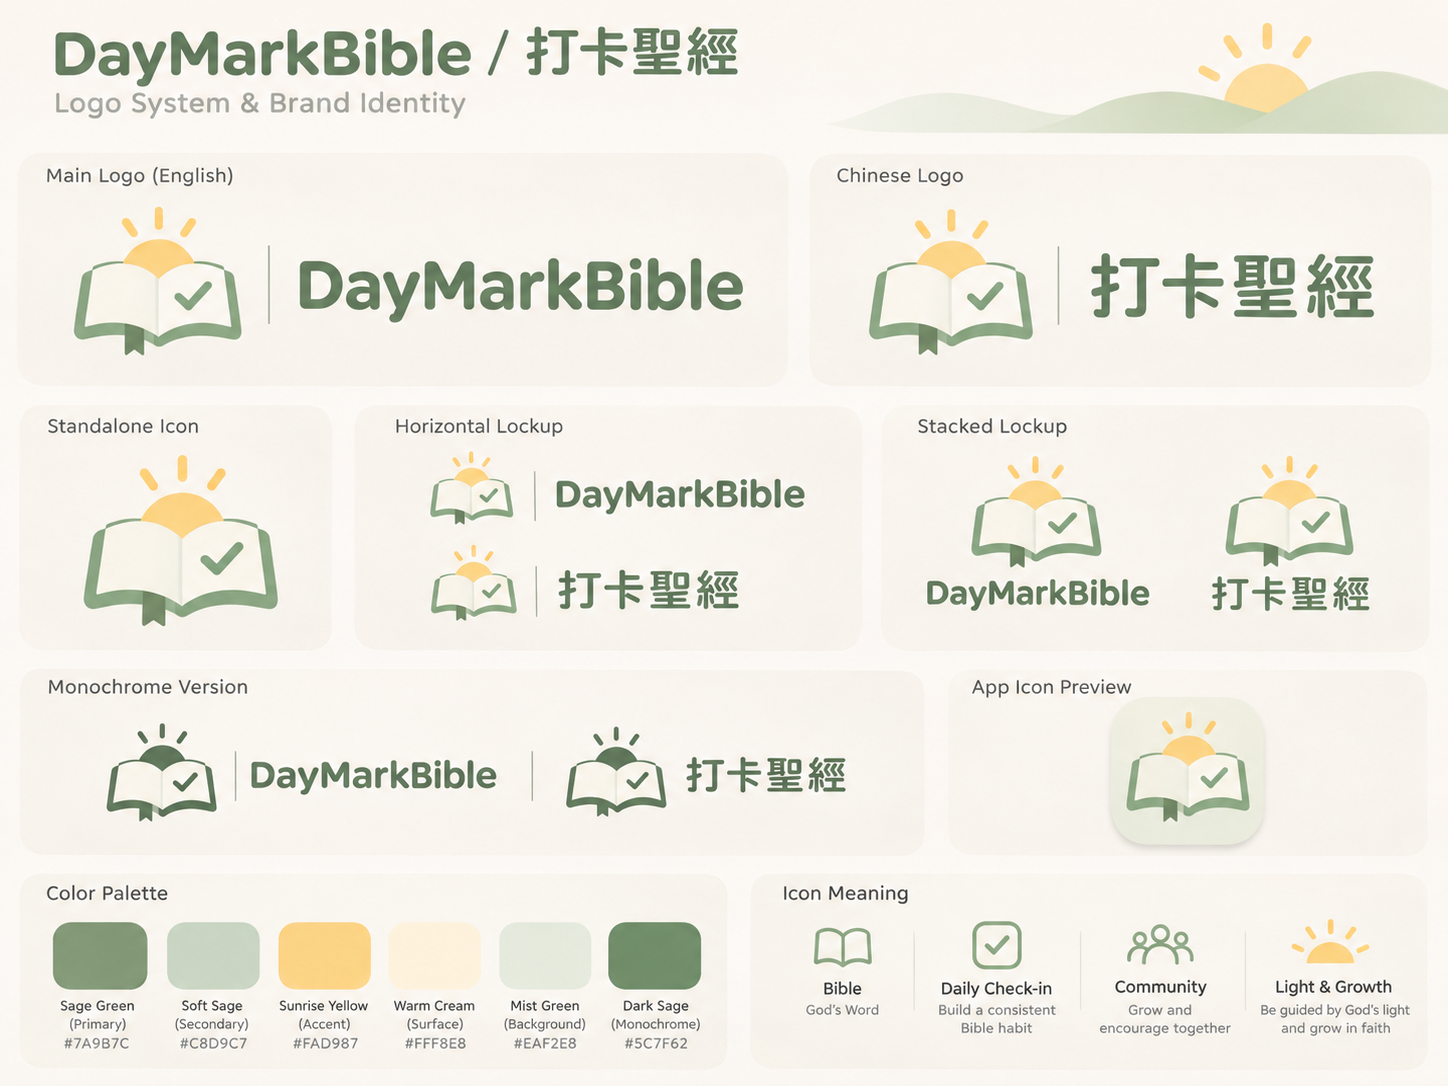 DayMarkBible / 打卡聖經
Logo System & Brand Identity
Main Logo (English)
DayMarkBible
Chinese Logo
打卡聖經
Standalone Icon
Horizontal Lockup
DayMarkBible
打卡聖經
Stacked Lockup
DayMarkBible
打卡聖經
Monochrome Version
DayMarkBible
打卡聖經
App Icon Preview
Color Palette
Sage Green
(Primary)
#7A9B7C
Soft Sage
(Secondary)
#C8D9C7
Sunrise Yellow
(Accent)
#FAD987
Warm Cream
(Surface)
#FFF8E8
Mist Green
(Background)
#EAF2E8
Dark Sage
(Monochrome)
#5C7F62
Icon Meaning
Bible
God's Word
Daily Check-in
Build a consistent
Bible habit
Community
Grow and
encourage together
Light & Growth
Be guided by God's light
and grow in faith